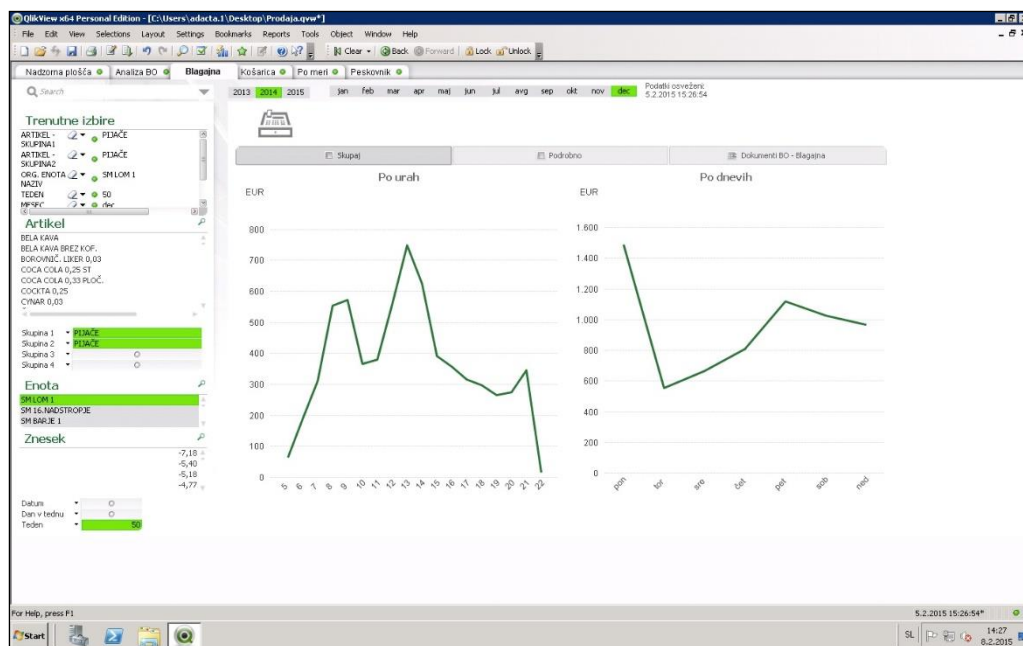 QlikView x64 Personal Edition - [C:\Users\adacta.1\Desktop\Prodaja.qvw*]
File Edit View Selections Layout Settings Bookmarks Reports Tools Object Window Help
Clear Back Forward Lock Unlock
Nadzorna plošča Analiza BO Blagajna Košarica Po meri Peskovnik
Search 2013 2014 2015 jan feb mar apr maj jun jul avg sep okt nov dec
Podatki osveženi:
5.2.2015 15:26:54
Trenutne izbire
ARTIKEL - SKUPINA1 PIJAČE
ARTIKEL - SKUPINA2 PIJAČE
ORG. ENOTA NAZIV SM LOM 1
TEDEN 50
MESEC dec
Artikel
BELA KAVA
BELA KAVA BREZ KOF.
BOROVNIČ. LIKER 0,03
COCA COLA 0,25 ST
COCA COLA 0,33 PLOČ.
COCKTA 0,25
CYNAR 0,03
Skupina 1 PIJAČE
Skupina 2 PIJAČE
Skupina 3
Skupina 4
Enota
SM LOM 1
SM 16.NADSTROPJE
SM BARJE 1
Znesek
-7,18
-5,40
-5,18
-4,77
Datum
Dan v tednu
Teden 50
Skupaj Podrobno Dokumenti BO - Blagajna
Po urah
EUR
800
700
600
500
400
300
200
100
0
5 6 7 8 9 10 11 12 13 14 15 16 17 18 19 20 21 22
Po dnevih
EUR
1.600
1.400
1.200
1.000
800
600
400
200
0
pon tor sre čet pet sob ned
For Help, press F1 5.2.2015 15:26:54*
Start SL 14:27
8.2.2015